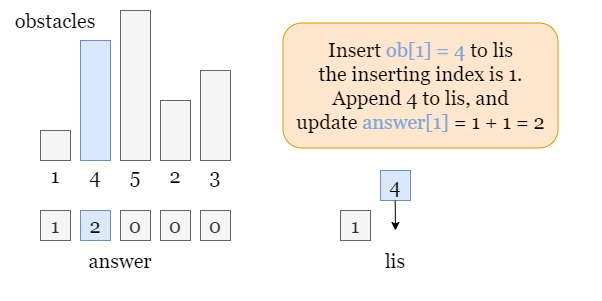 obstacles
Insert ob[1] = 4 to lis
the inserting index is 1.
Append 4 to lis, and
update answer[1] = 1 + 1 = 2
1 4 5 2 3
4
1 2 0 0 0
1
answer
lis